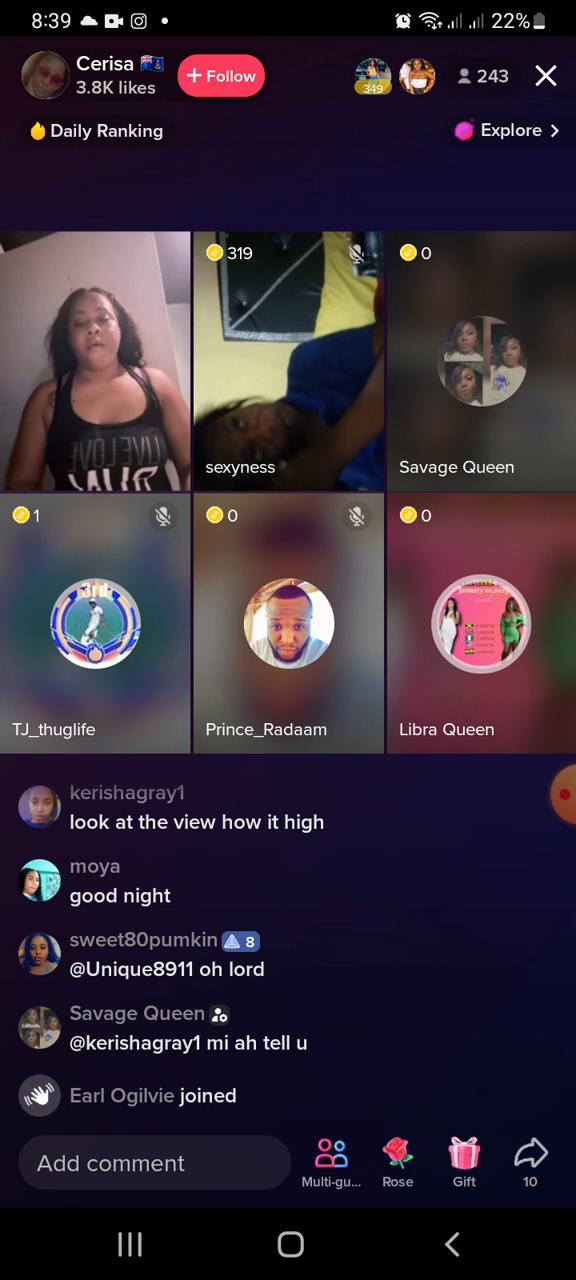 8:39
22%
Cerisa
3.8K likes
+ Follow
349
243
Daily Ranking
Explore >
319
0
LIVE LOVE
sexyness
Savage Queen
1
0
0
3rd
TJ_thuglife
Prince_Radaam
Libra Queen
kerishagray1
look at the view how it high
moya
good night
sweet80pumkin 8
@Unique8911 oh lord
Savage Queen
@kerishagray1 mi ah tell u
Earl Ogilvie joined
Add comment
Multi-gu...
Rose
Gift
10